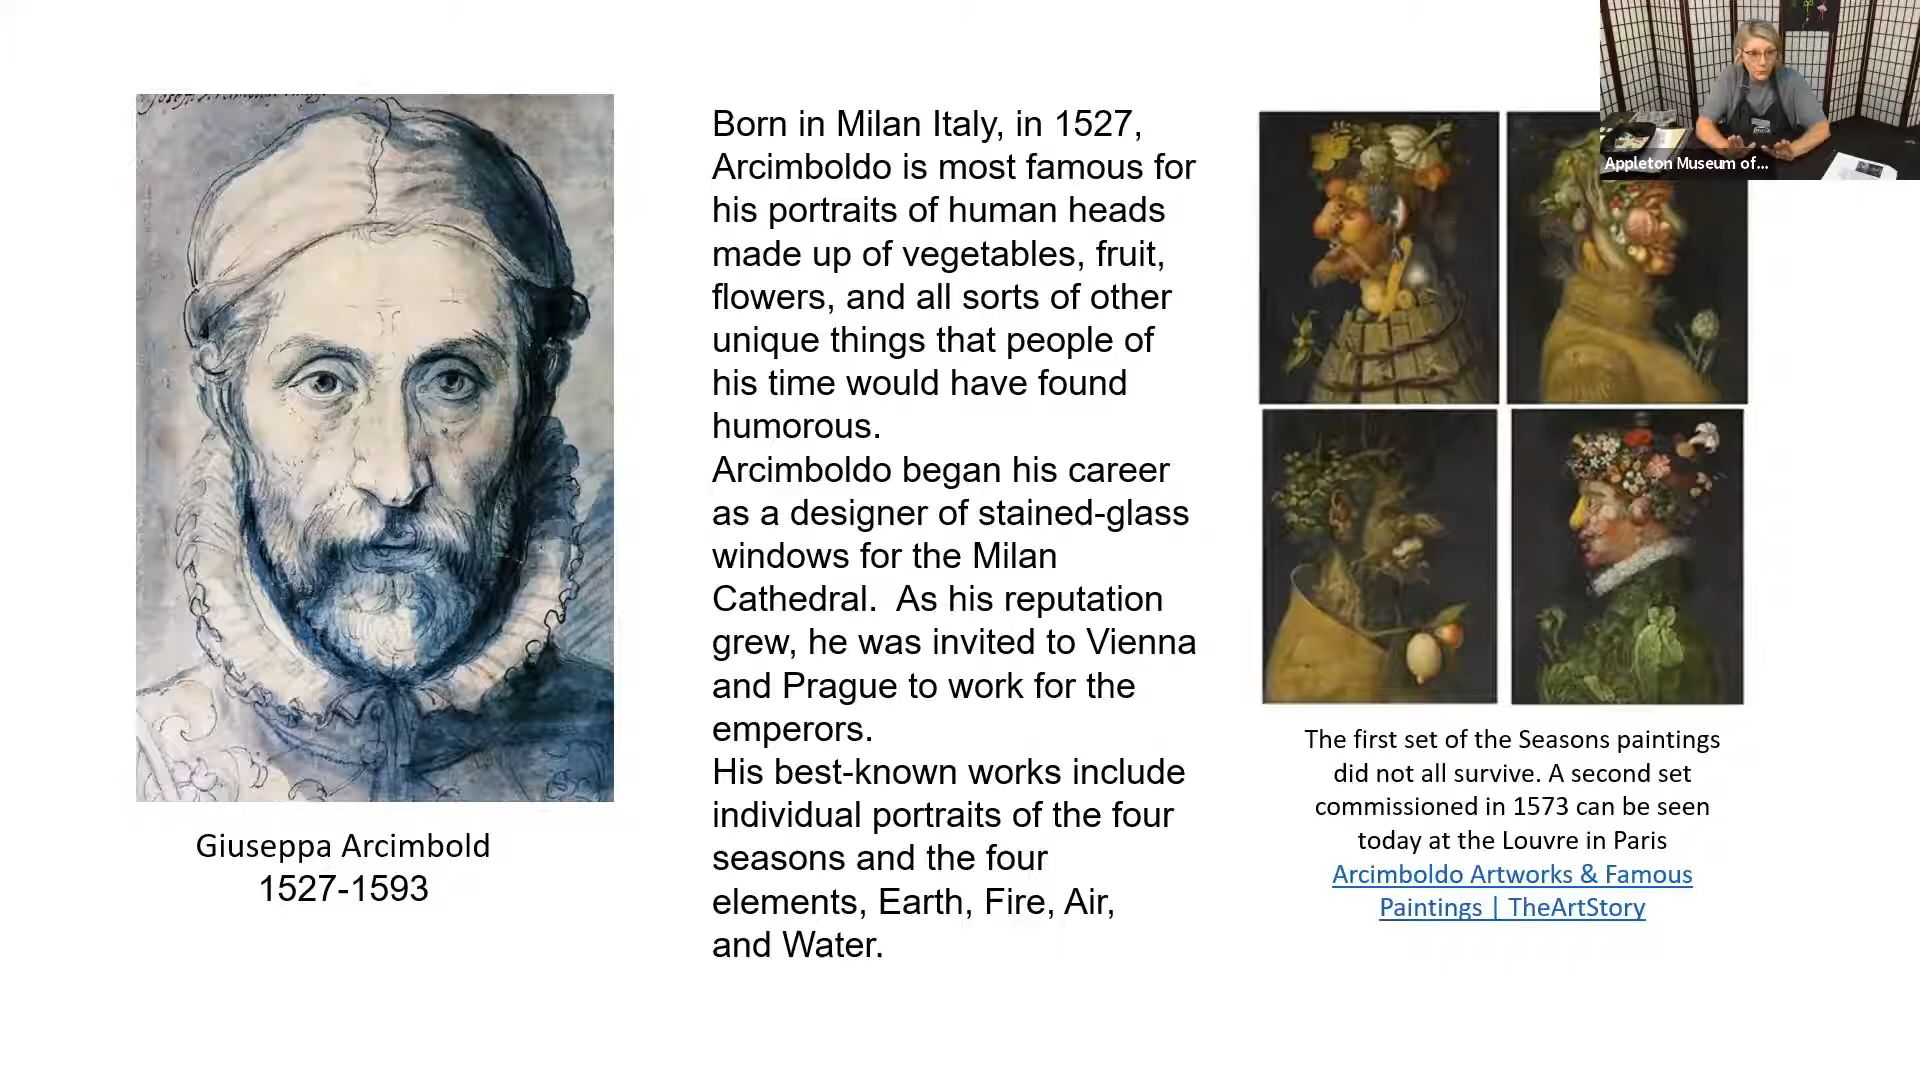 Giuseppa Arcimbold
1527-1593
Born in Milan Italy, in 1527,
Arcimboldo is most famous for
his portraits of human heads
made up of vegetables, fruit,
flowers, and all sorts of other
unique things that people of
his time would have found
humorous.
Arcimboldo began his career
as a designer of stained-glass
windows for the Milan
Cathedral.  As his reputation
grew, he was invited to Vienna
and Prague to work for the
emperors.
His best-known works include
individual portraits of the four
seasons and the four
elements, Earth, Fire, Air,
and Water.
Appleton Museum of...
The first set of the Seasons paintings
did not all survive. A second set
commissioned in 1573 can be seen
today at the Louvre in Paris
Arcimboldo Artworks & Famous
Paintings | TheArtStory